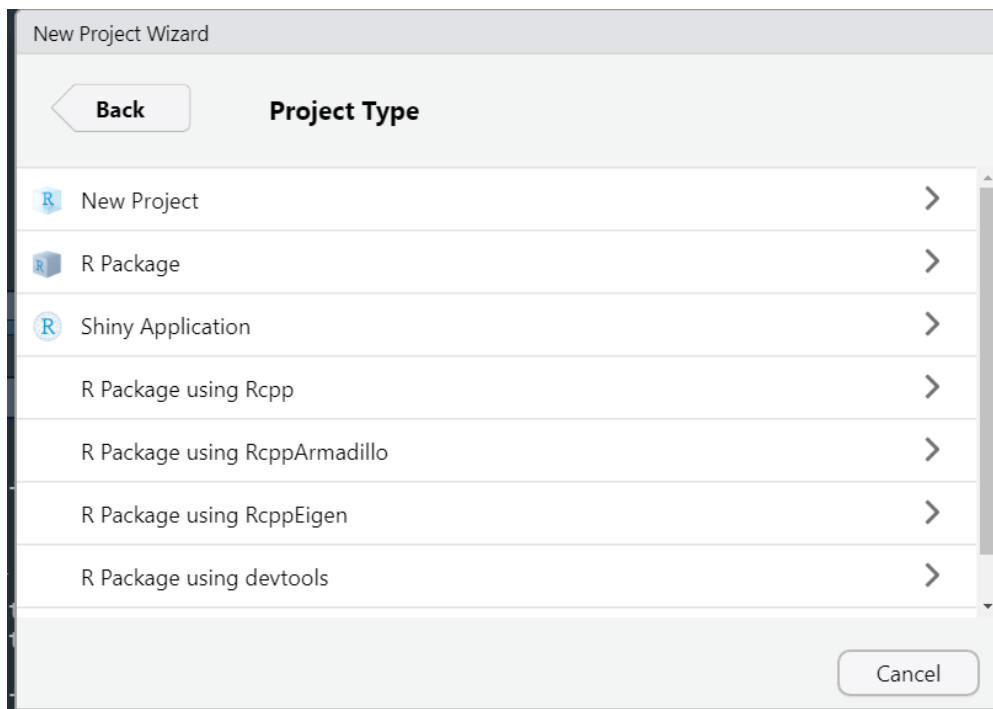 New Project Wizard
Back
Project Type
R New Project
R R Package
R Shiny Application
R Package using Rcpp
R Package using RcppArmadillo
R Package using RcppEigen
R Package using devtools
Cancel